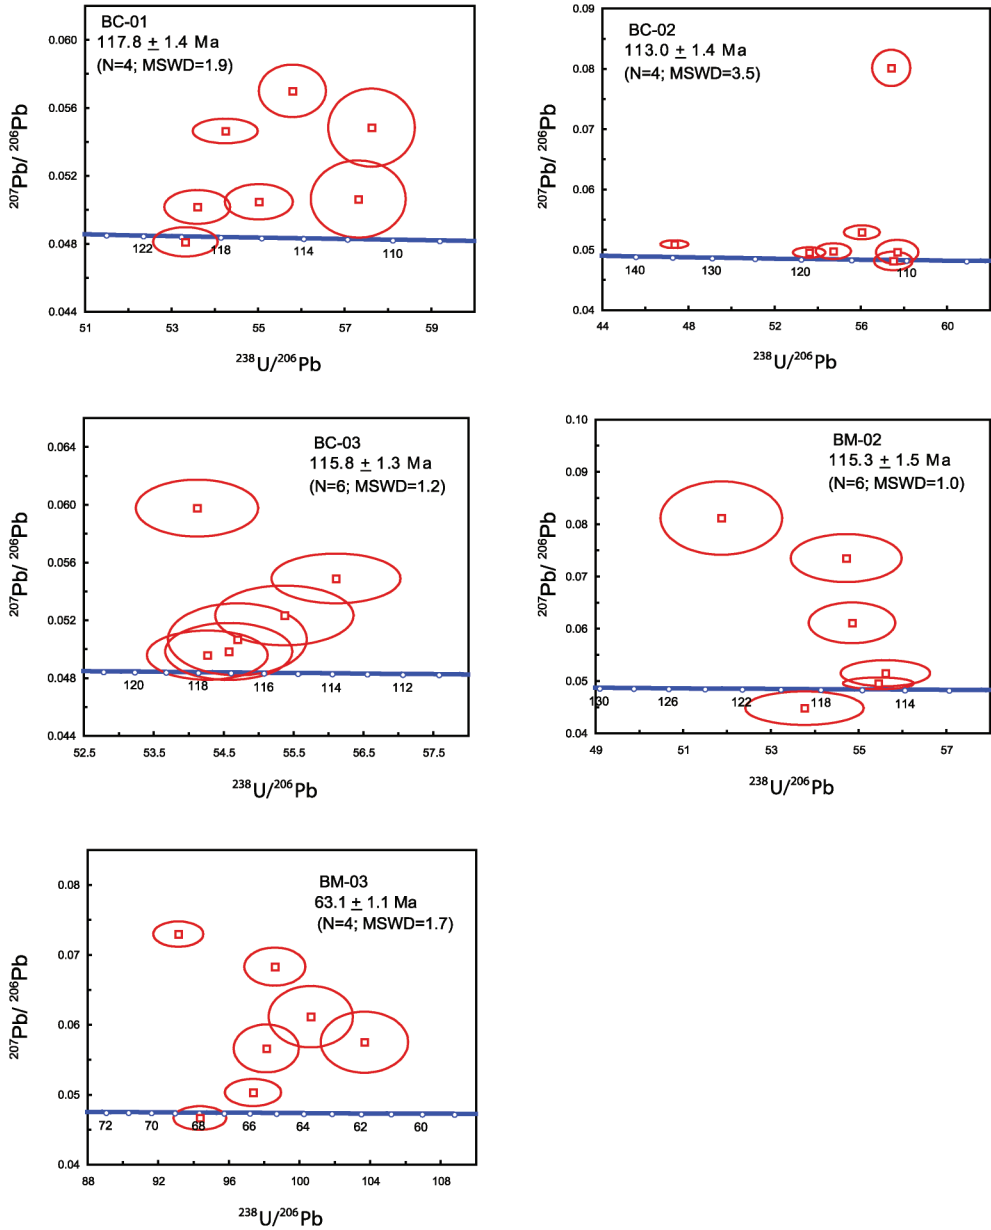 BC-01
117.8 ± 1.4 Ma
(N=4; MSWD=1.9)
0.060
0.056
0.052
0.048
0.044
207Pb/ 206Pb
122 118 114 110
51 53 55 57 59
238U/206Pb
BC-02
113.0 ± 1.4 Ma
(N=4; MSWD=3.5)
0.09
0.08
0.07
0.06
0.05
0.04
207Pb/ 206Pb
140 130 120 110
44 48 52 56 60
238U/206Pb
BC-03
115.8 ± 1.3 Ma
(N=6; MSWD=1.2)
0.064
0.060
0.056
0.052
0.048
0.044
207Pb/ 206Pb
120 118 116 114 112
52.5 53.5 54.5 55.5 56.5 57.5
238U/206Pb
BM-02
115.3 ± 1.5 Ma
(N=6; MSWD=1.0)
0.10
0.09
0.08
0.07
0.06
0.05
0.04
207Pb/ 206Pb
130 126 122 118 114
49 51 53 55 57
238U/206Pb
BM-03
63.1 ± 1.1 Ma
(N=4; MSWD=1.7)
0.08
0.07
0.06
0.05
0.04
207Pb/ 206Pb
72 70 68 66 64 62 60
88 92 96 100 104 108
238U/206Pb